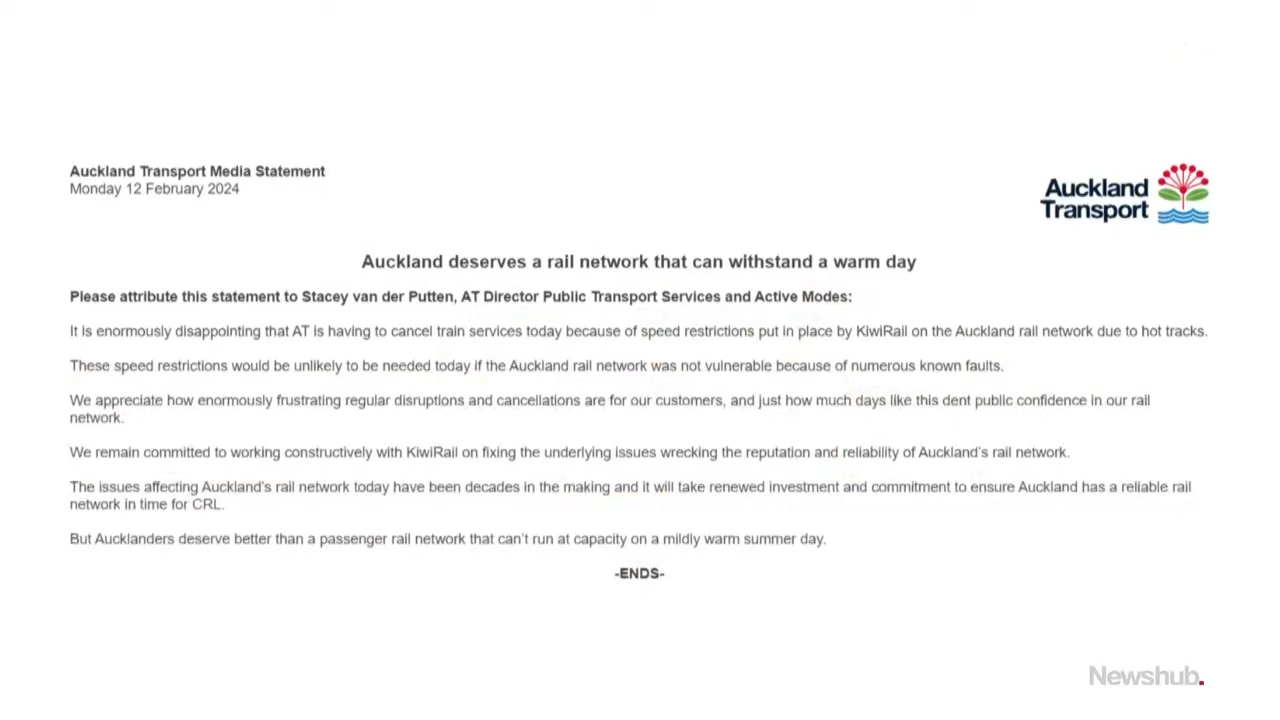 Auckland Transport Media Statement
Monday 12 February 2024
Auckland
Transport
Auckland deserves a rail network that can withstand a warm day
Please attribute this statement to Stacey van der Putten, AT Director Public Transport Services and Active Modes:
It is enormously disappointing that AT is having to cancel train services today because of speed restrictions put in place by KiwiRail on the Auckland rail network due to hot tracks.
These speed restrictions would be unlikely to be needed today if the Auckland rail network was not vulnerable because of numerous known faults.
We appreciate how enormously frustrating regular disruptions and cancellations are for our customers, and just how much days like this dent public confidence in our rail
network.
We remain committed to working constructively with KiwiRail on fixing the underlying issues wrecking the reputation and reliability of Auckland's rail network.
The issues affecting Auckland's rail network today have been decades in the making and it will take renewed investment and commitment to ensure Auckland has a reliable rail
network in time for CRL.
But Aucklanders deserve better than a passenger rail network that can't run at capacity on a mildly warm summer day.
-ENDS-
Newshub.